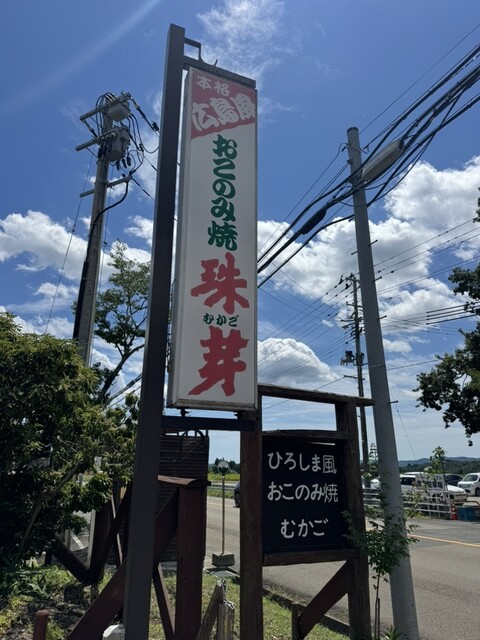 本格
広島風
おこのみ焼
珠
むかご
芽
ひろしま風
おこのみ焼
むかご